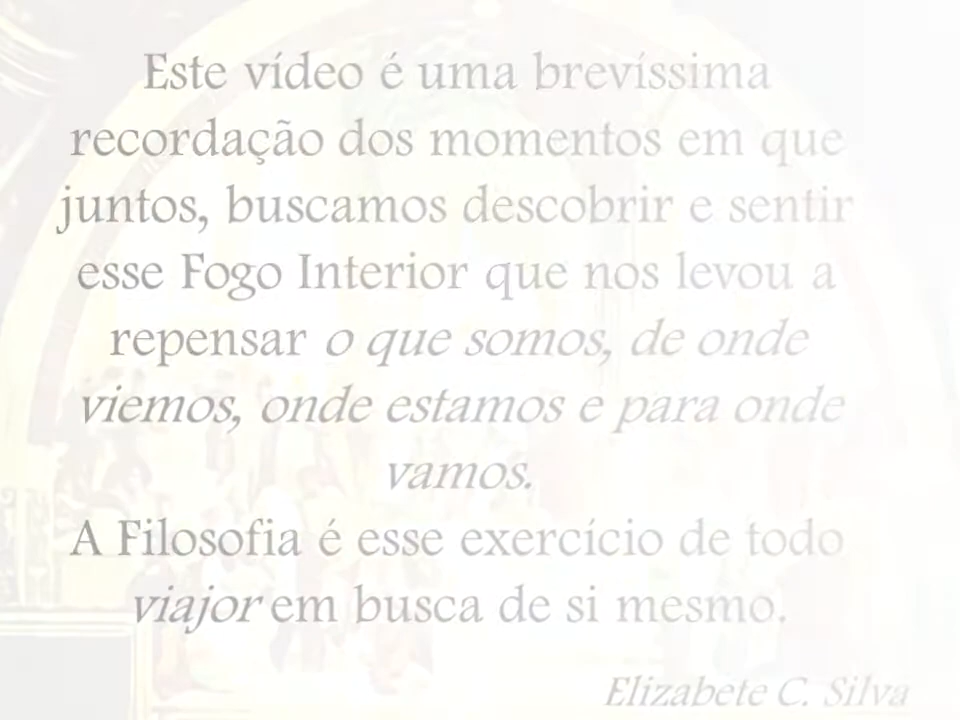 Este vídeo é uma brevíssima
recordação dos momentos em que
juntos, buscamos descobrir e sentir
esse Fogo Interior que nos levou a
repensar o que somos, de onde
viemos, onde estamos e para onde
vamos.
A Filosofia é esse exercício de todo
viajor em busca de si mesmo.
Elizabete C. Silva